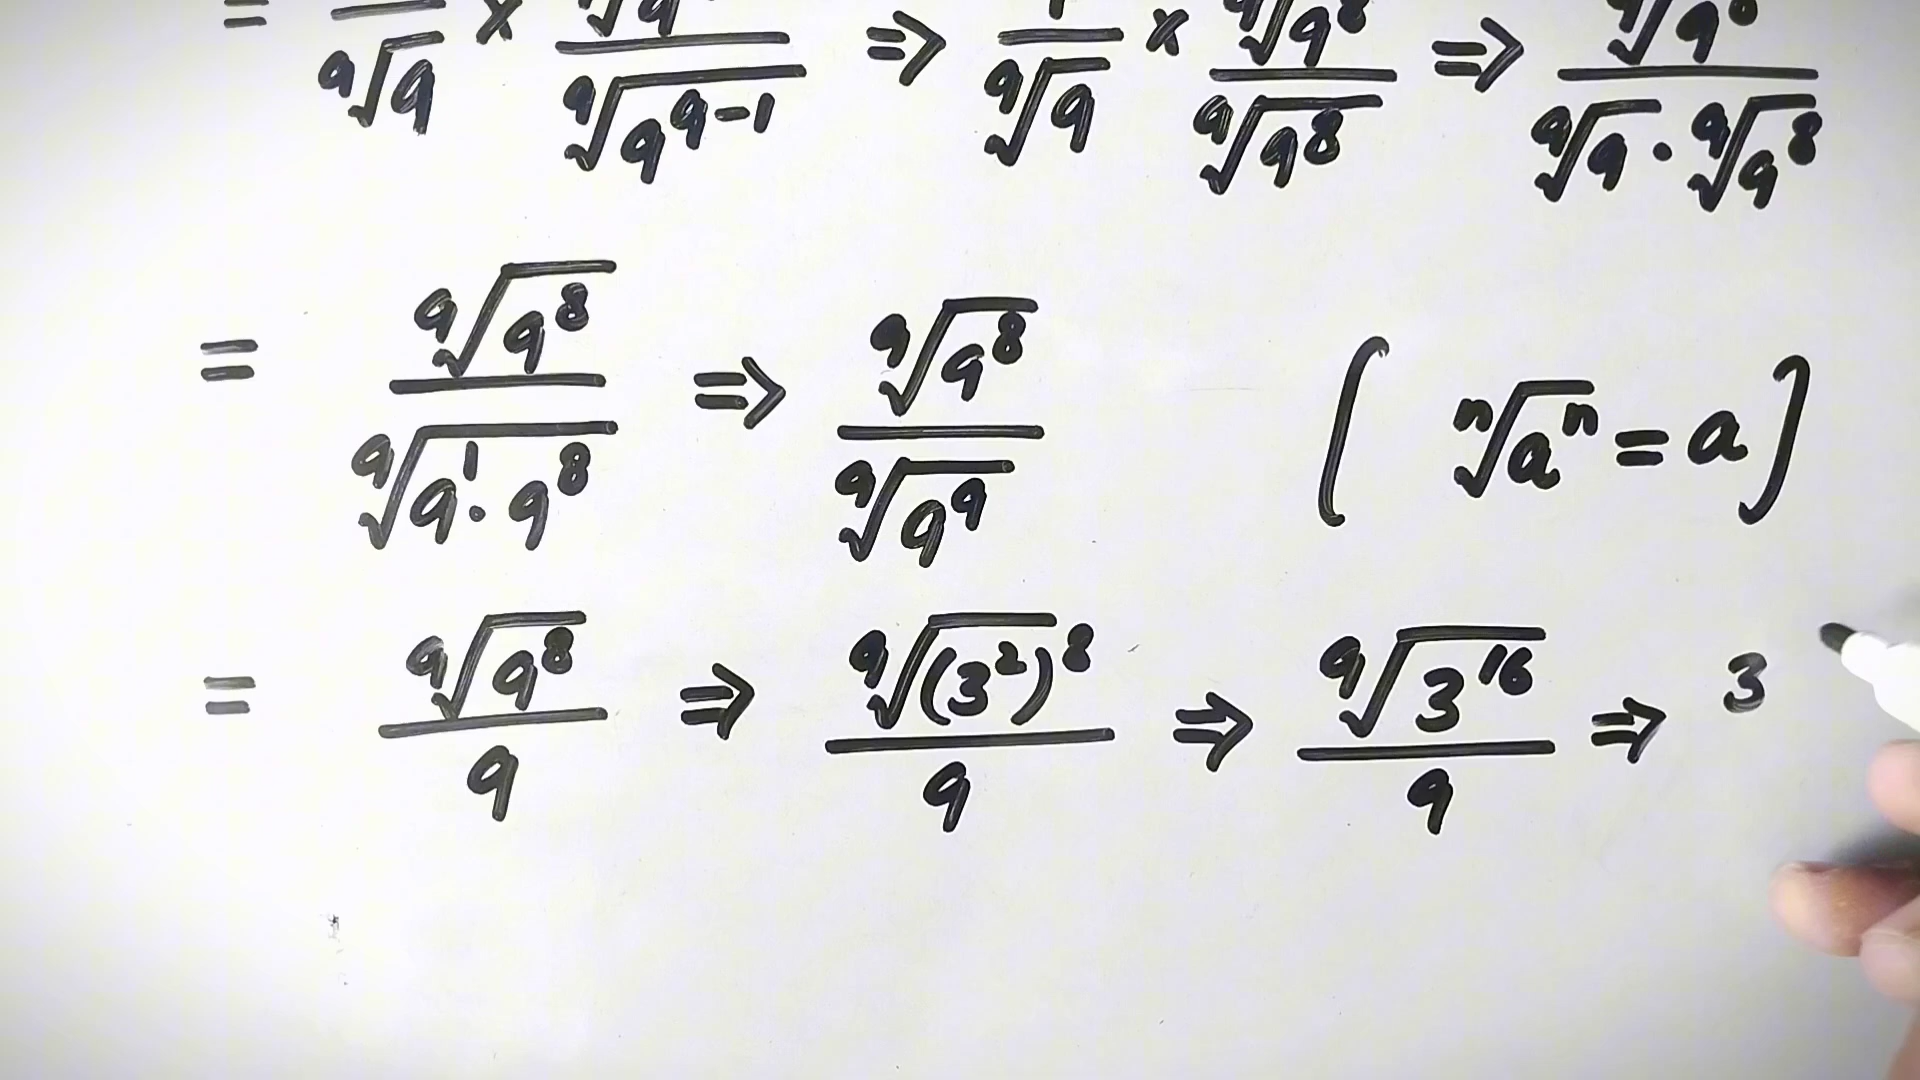 = 1/⁹√9 × ⁹√9/⁹√9⁹⁻¹ ⇒ 1/⁹√9 × ⁹√9⁸/⁹√9⁸ ⇒ ⁹√9⁸/⁹√9 · ⁹√9⁸
= ⁹√9⁸/⁹√9¹·9⁸ ⇒ ⁹√9⁸/⁹√9⁹ [ ⁿ√aⁿ = a ]
= ⁹√9⁸/9 ⇒ ⁹√(3²)⁸/9 ⇒ ⁹√3¹⁶/9 ⇒ 3